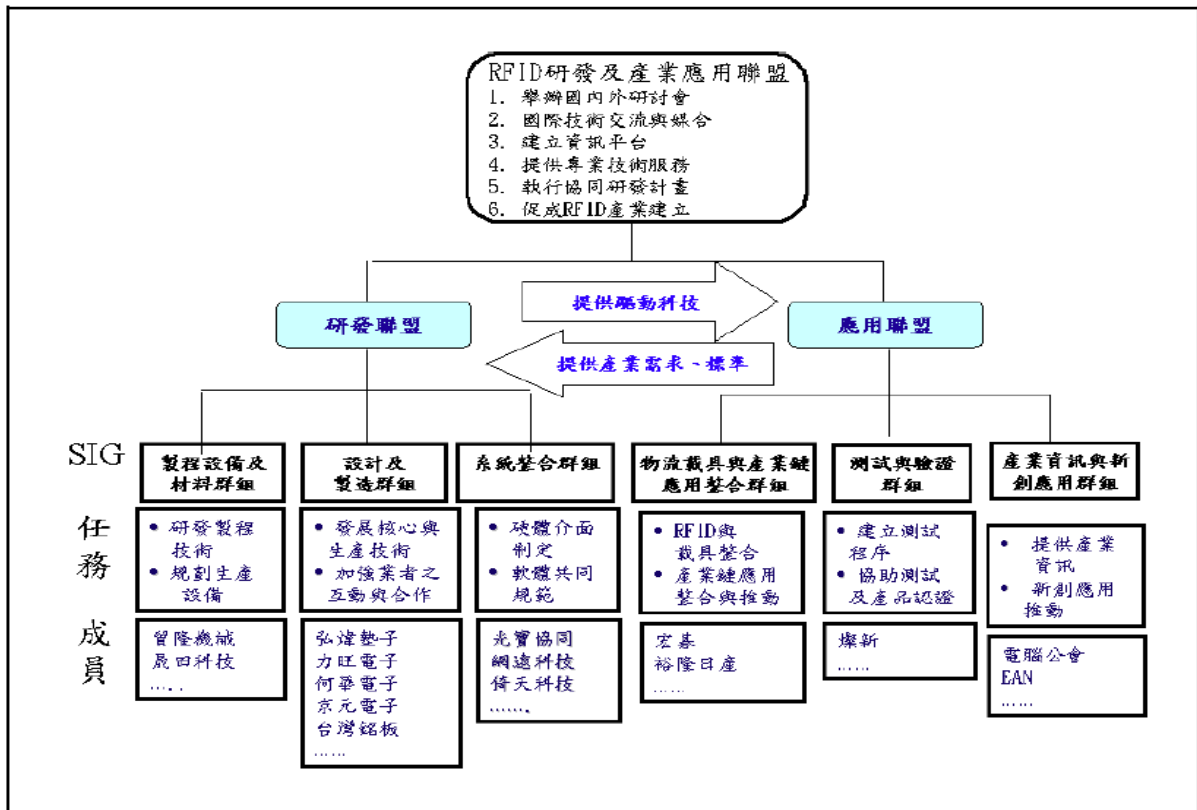 RFID研發及產業應用聯盟
1. 舉辦國內外研討會
2. 國際技術交流與媒合
3. 建立資訊平台
4. 提供專業技術服務
5. 執行協同研發計畫
6. 促成RFID產業建立
提供驅動科技
研發聯盟
應用聯盟
提供產業需求、標準
SIG
製程設備及
材料群組
設計及
製造群組
系統整合群組
物流載具與產業鏈
應用整合群組
測試與驗證
群組
產業資訊與新
創應用群組
任
務
• 研發製程
技術
• 規劃生產
設備
• 發展核心與
生產技術
• 加強業者之
互動與合作
• 硬體介面
制定
• 軟體共同
規範
• RFID與
載具整合
• 產業鏈應用
整合與推動
• 建立測試
程序
• 協助測試
及產品認證
• 提供產業
資訊
• 新創應用
推動
成
員
隆機械
晟田科技
.....
弘煒墊子
力旺電子
何華電子
京元電子
台灣銘板
......
光寶協同
網遠科技
倚天科技
.......
宏碁
裕隆日產
......
燦新
......
電腦公會
EAN
......